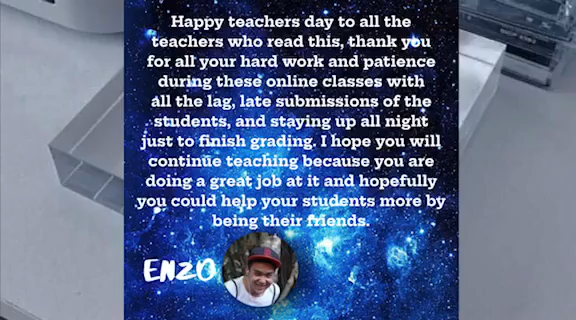 Happy teachers day to all the
teachers who read this, thank you
for all your hard work and patience
during these online classes with
all the lag, late submissions of the
students, and staying up all night
just to finish grading. I hope you will
continue teaching because you are
doing a great job at it and hopefully
you could help your students more by
being their friends.
ENZO